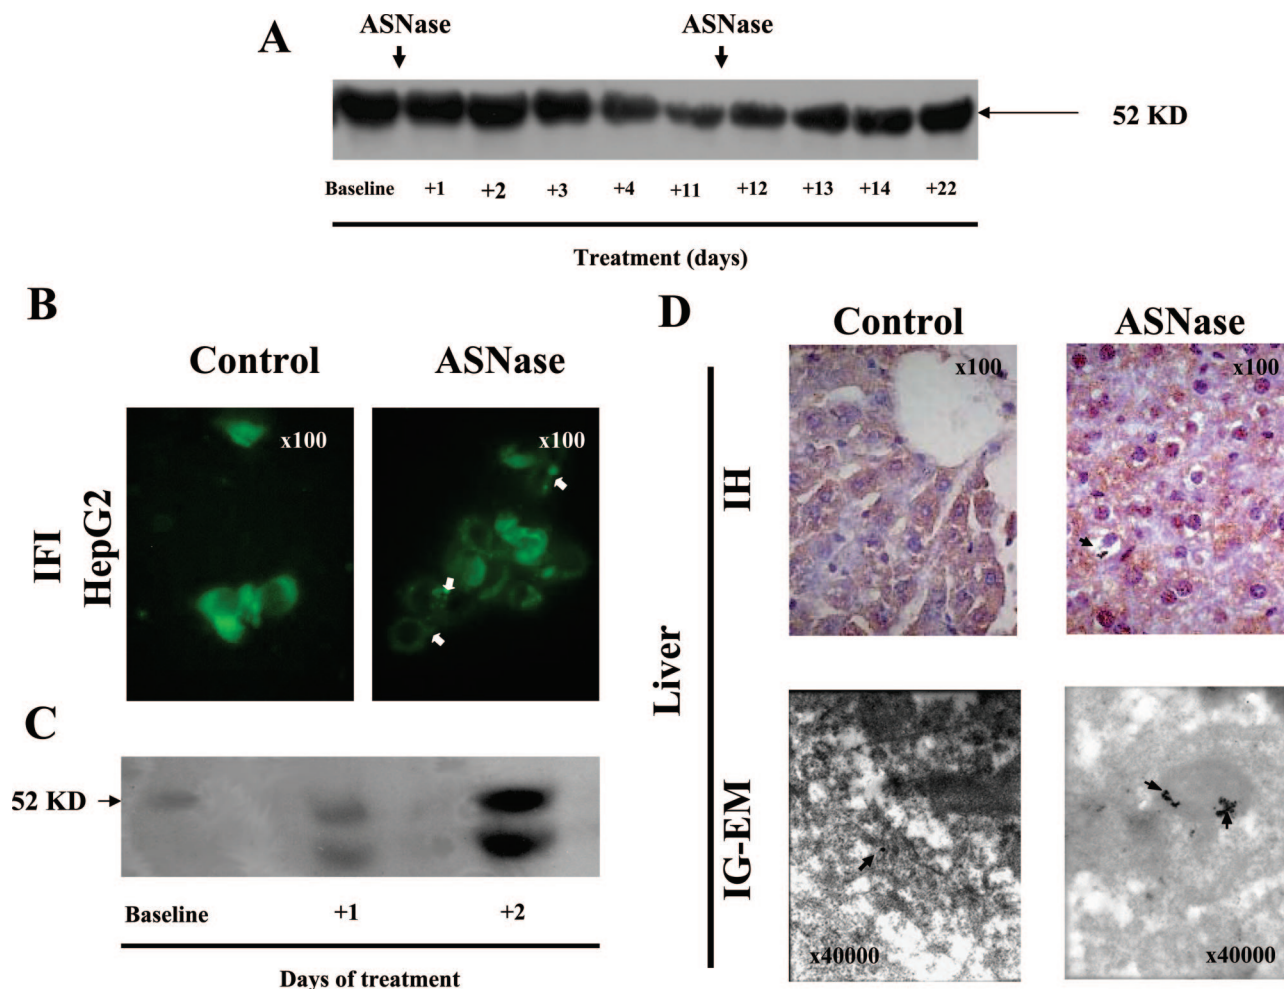 A
ASNase
ASNase
52 KD
Baseline +1 +2 +3 +4 +11 +12 +13 +14 +22
Treatment (days)
B
Control
ASNase
IFI
HepG2
x100
x100
C
52 KD
Baseline
+1
+2
Days of treatment
D
Control
ASNase
Liver
IH
x100
x100
IG-EM
x40000
x40000